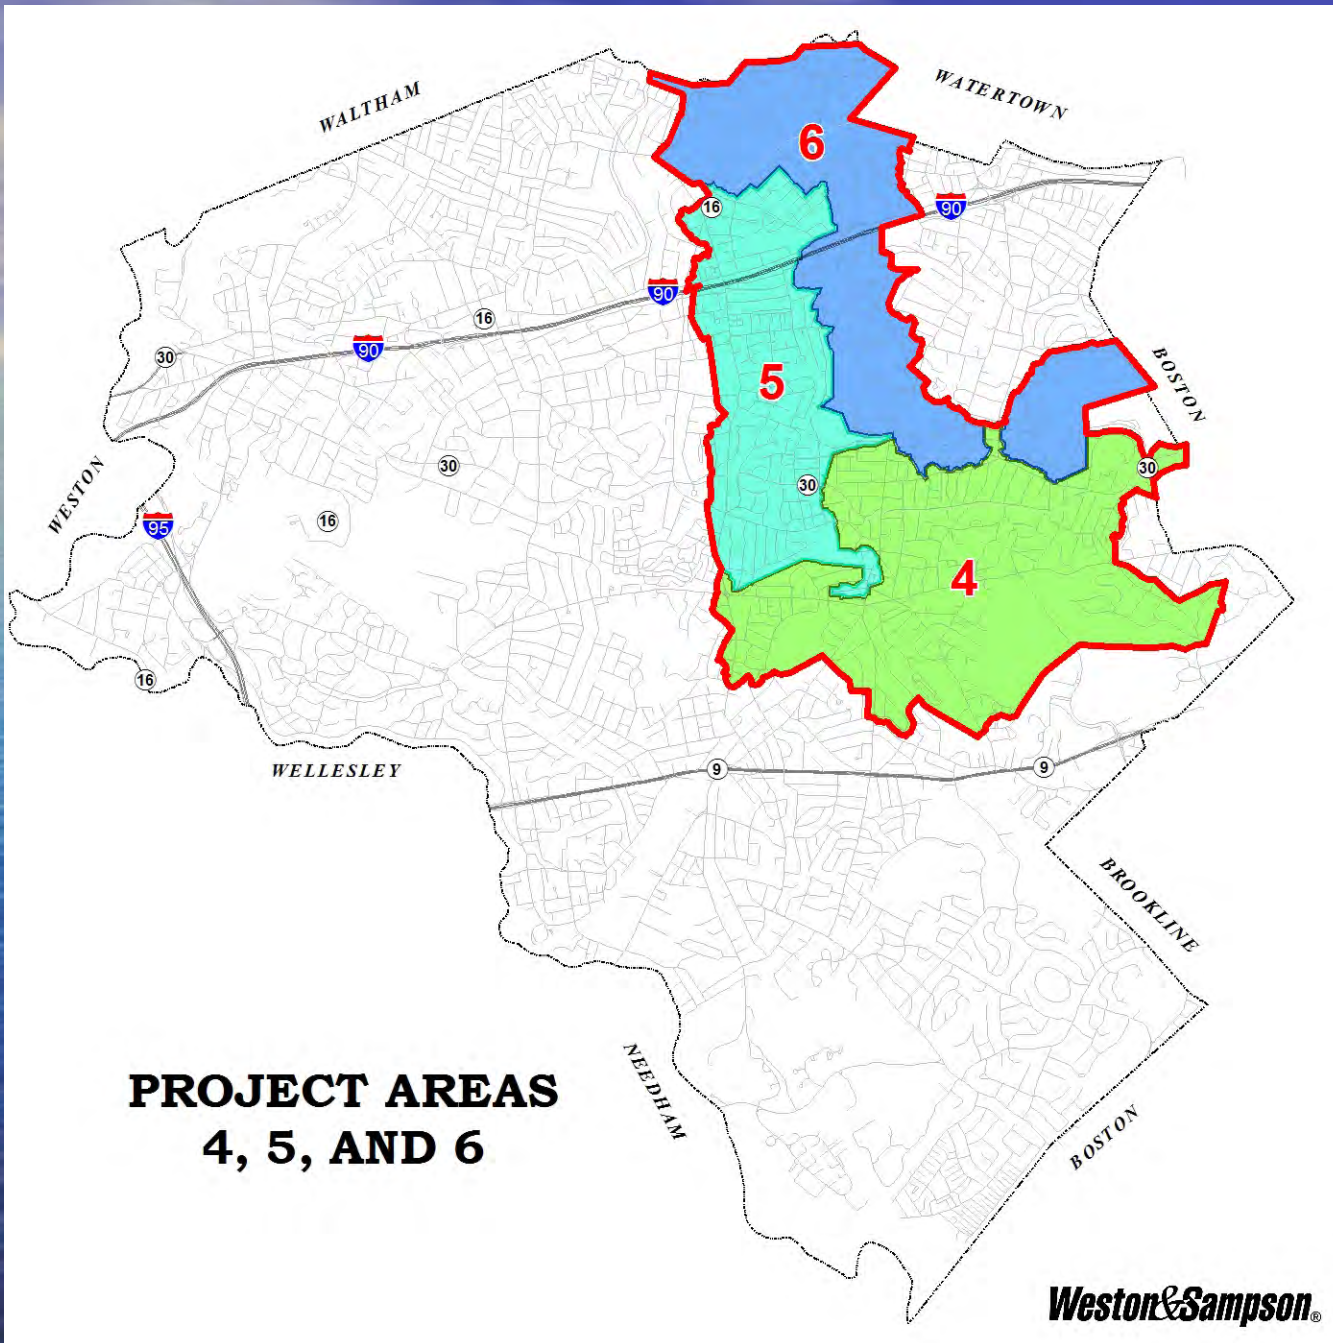 WALTHAM
WATERTOWN
6
16
90
90
16
90
30
5
BOSTON
30
30
30
WESTON
95
16
4
16
WELLESLEY
9
9
BROOKLINE
NEEDHAM
PROJECT AREAS
4, 5, AND 6
BOSTON
Weston&Sampson®